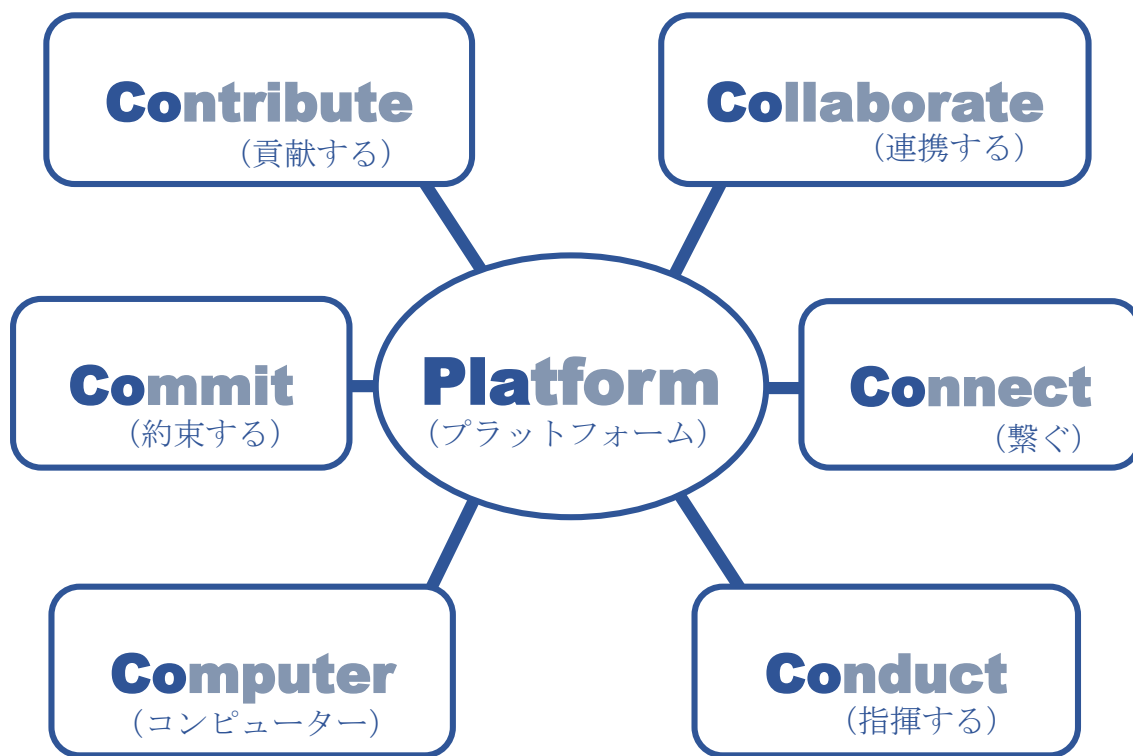 Contribute
（貢献する）
Collaborate
（連携する）
Commit
（約束する）
Platform
（プラットフォーム）
Connect
（繋ぐ）
Computer
（コンピューター）
Conduct
（指揮する）